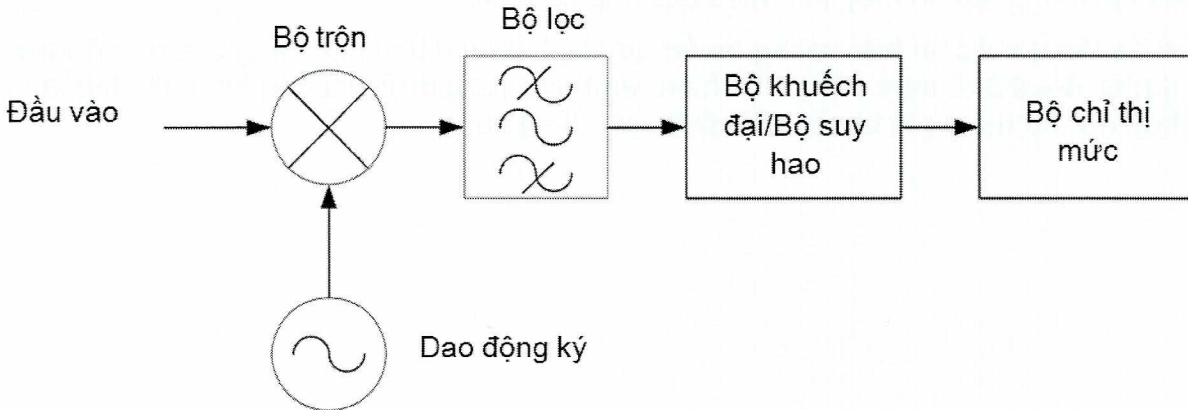 Bộ trộn
Bộ lọc
Đầu vào
Bộ khuếch
đại/Bộ suy
hao
Bộ chỉ thị
mức
Dao động ký